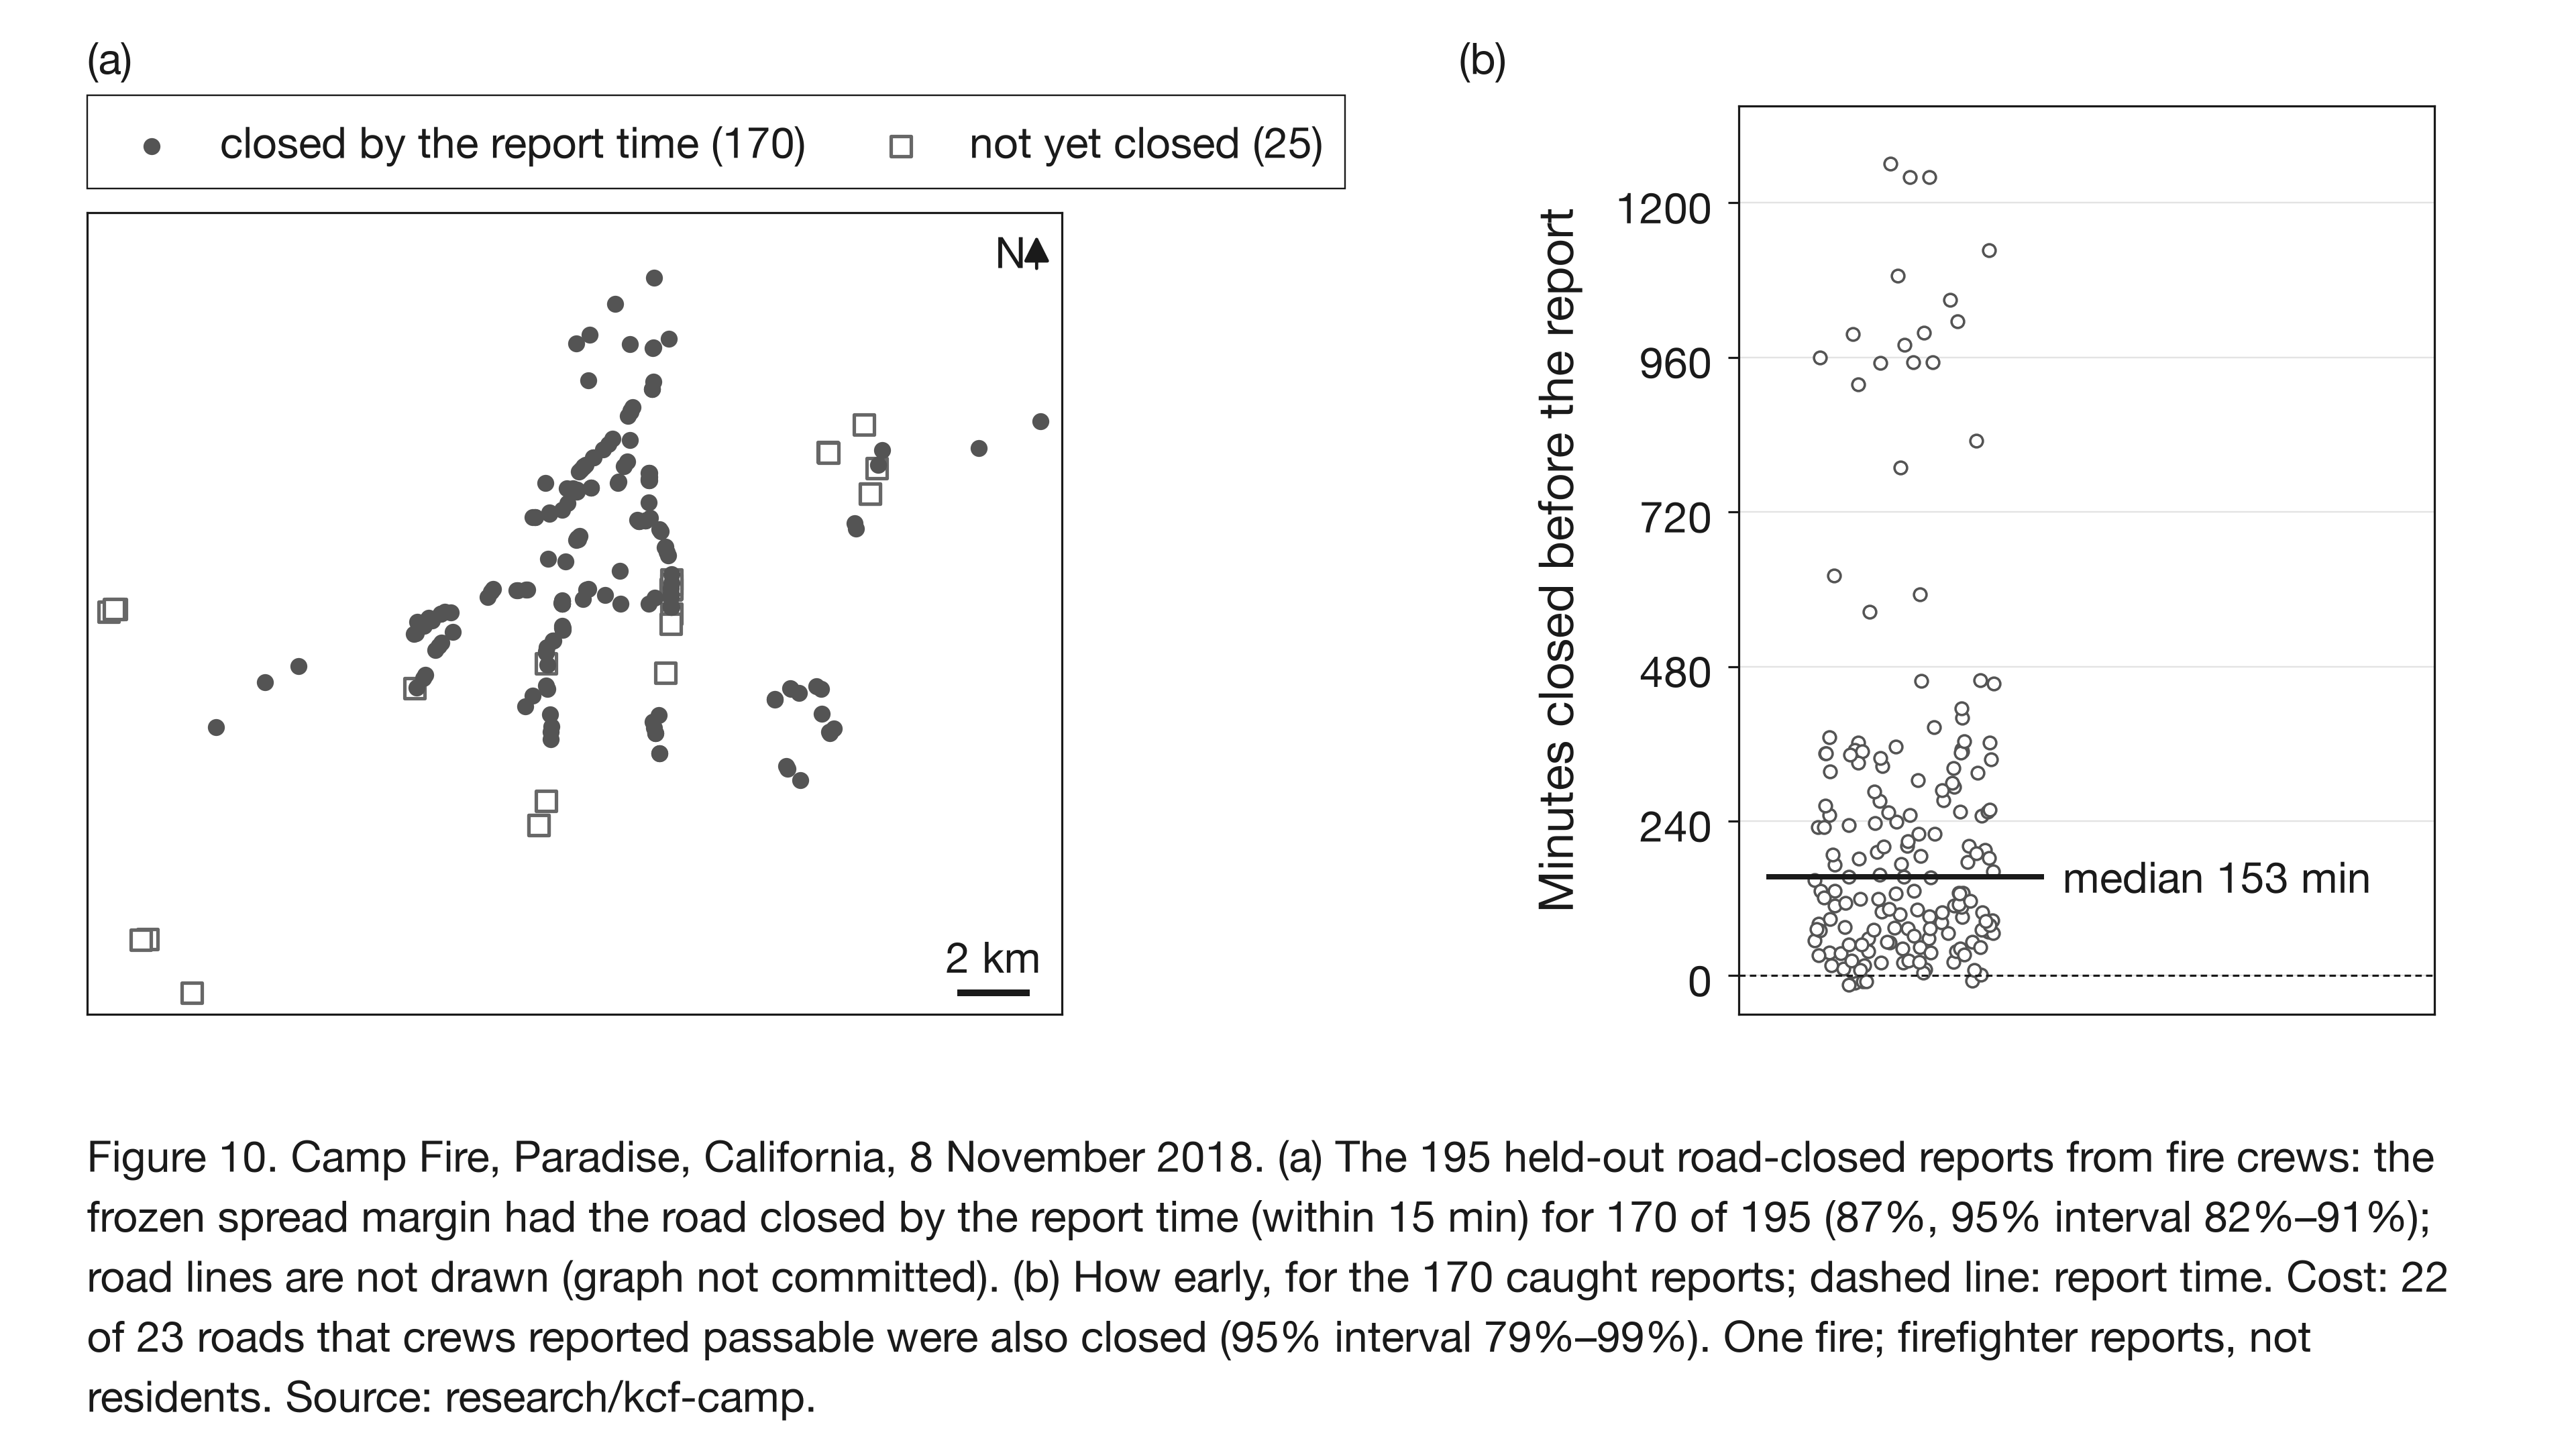 (a)
closed by the report time (170)
not yet closed (25)
N
2 km
(b)
Minutes closed before the report
1200
960
720
480
240
0
median 153 min
Figure 10. Camp Fire, Paradise, California, 8 November 2018. (a) The 195 held-out road-closed reports from fire crews: the
frozen spread margin had the road closed by the report time (within 15 min) for 170 of 195 (87%, 95% interval 82%–91%);
road lines are not drawn (graph not committed). (b) How early, for the 170 caught reports; dashed line: report time. Cost: 22
of 23 roads that crews reported passable were also closed (95% interval 79%–99%). One fire; firefighter reports, not
residents. Source: research/kcf-camp.